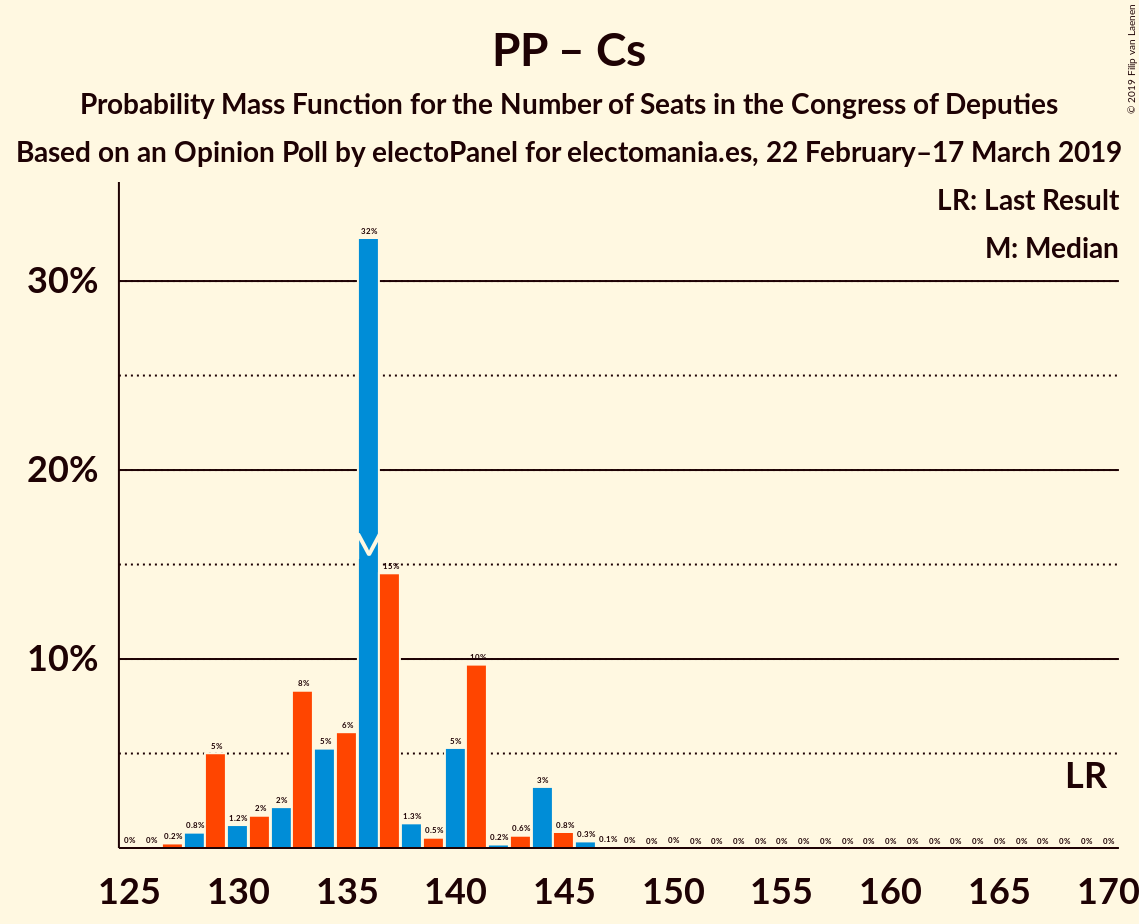 PP – Cs
Probability Mass Function for the Number of Seats in the Congress of Deputies
Based on an Opinion Poll by electoPanel for electomania.es, 22 February–17 March 2019
© 2019 Filip van Laenen
LR: Last Result
M: Median
30%
20%
10%
0% 0% 0.2% 0.8% 5% 1.2% 2% 2% 8% 5% 6% 32% 15% 1.3% 0.5% 5% 10% 0.2% 0.6% 3% 0.8% 0.3% 0.1% 0% 0% 0% 0% 0% 0% 0% 0% 0% 0% 0% 0% 0% 0% 0% 0% 0% 0% 0% 0% 0% 0% 0%
M
LR
125 130 135 140 145 150 155 160 165 170